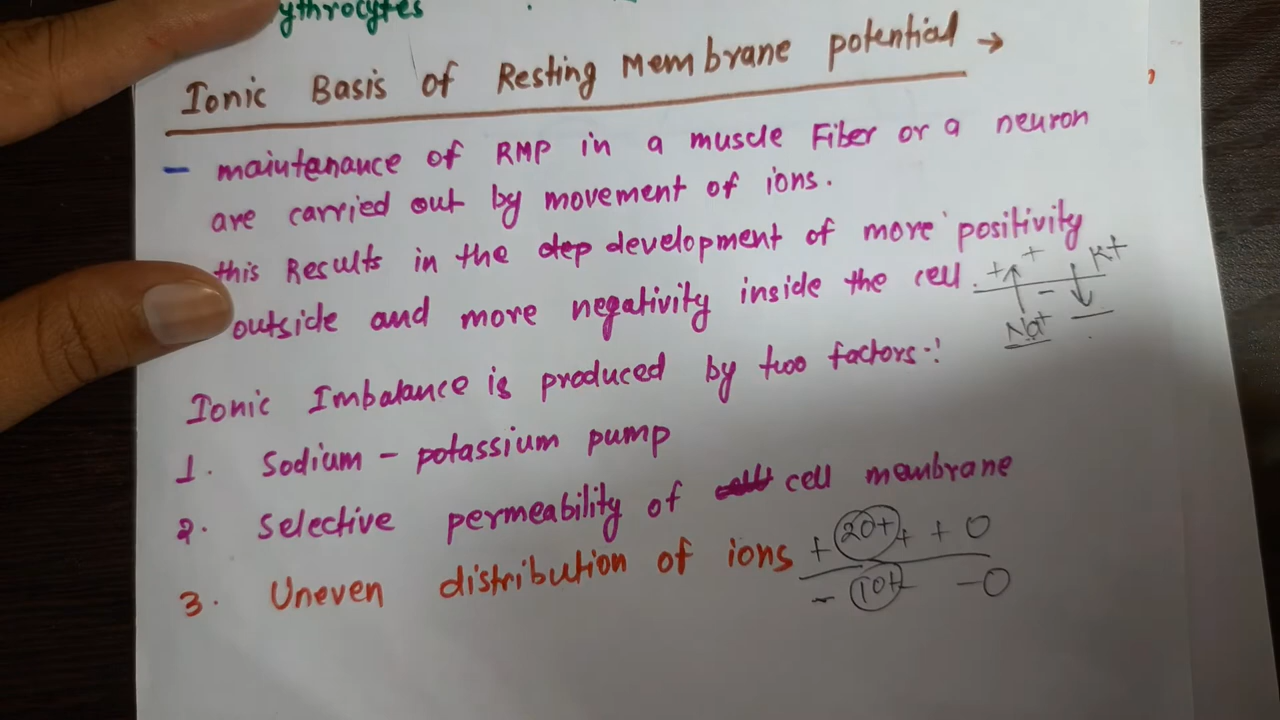 ythrocytes
Ionic Basis of Resting Membrane potential →
- maintenance of RMP in a muscle Fiber or a neuron
are carried out by movement of ions.
this Results in the dep development of more positivity
outside and more negativity inside the cell.
+ + K+
-
Na+
Ionic Imbalance is produced by two factors :
1. Sodium - potassium pump
2. Selective permeability of cell cell membrane
3. Uneven distribution of ions
+ 20+ + + 0
- 10+ - 0